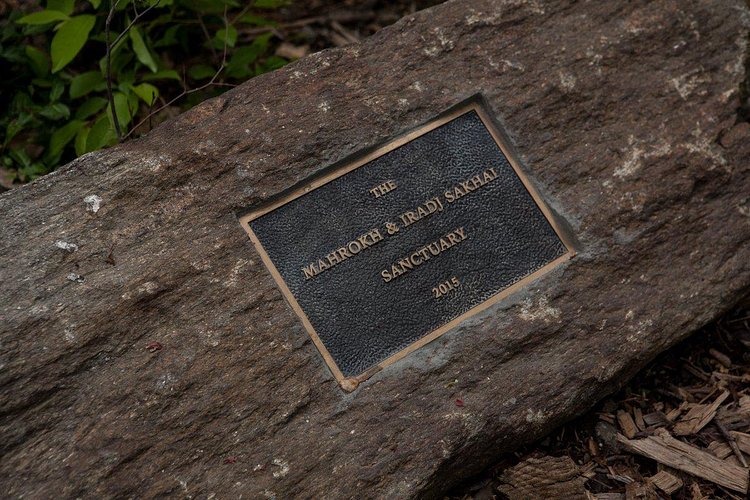 THE
MAHROKH & IRADJ SAKHAI
SANCTUARY
2015